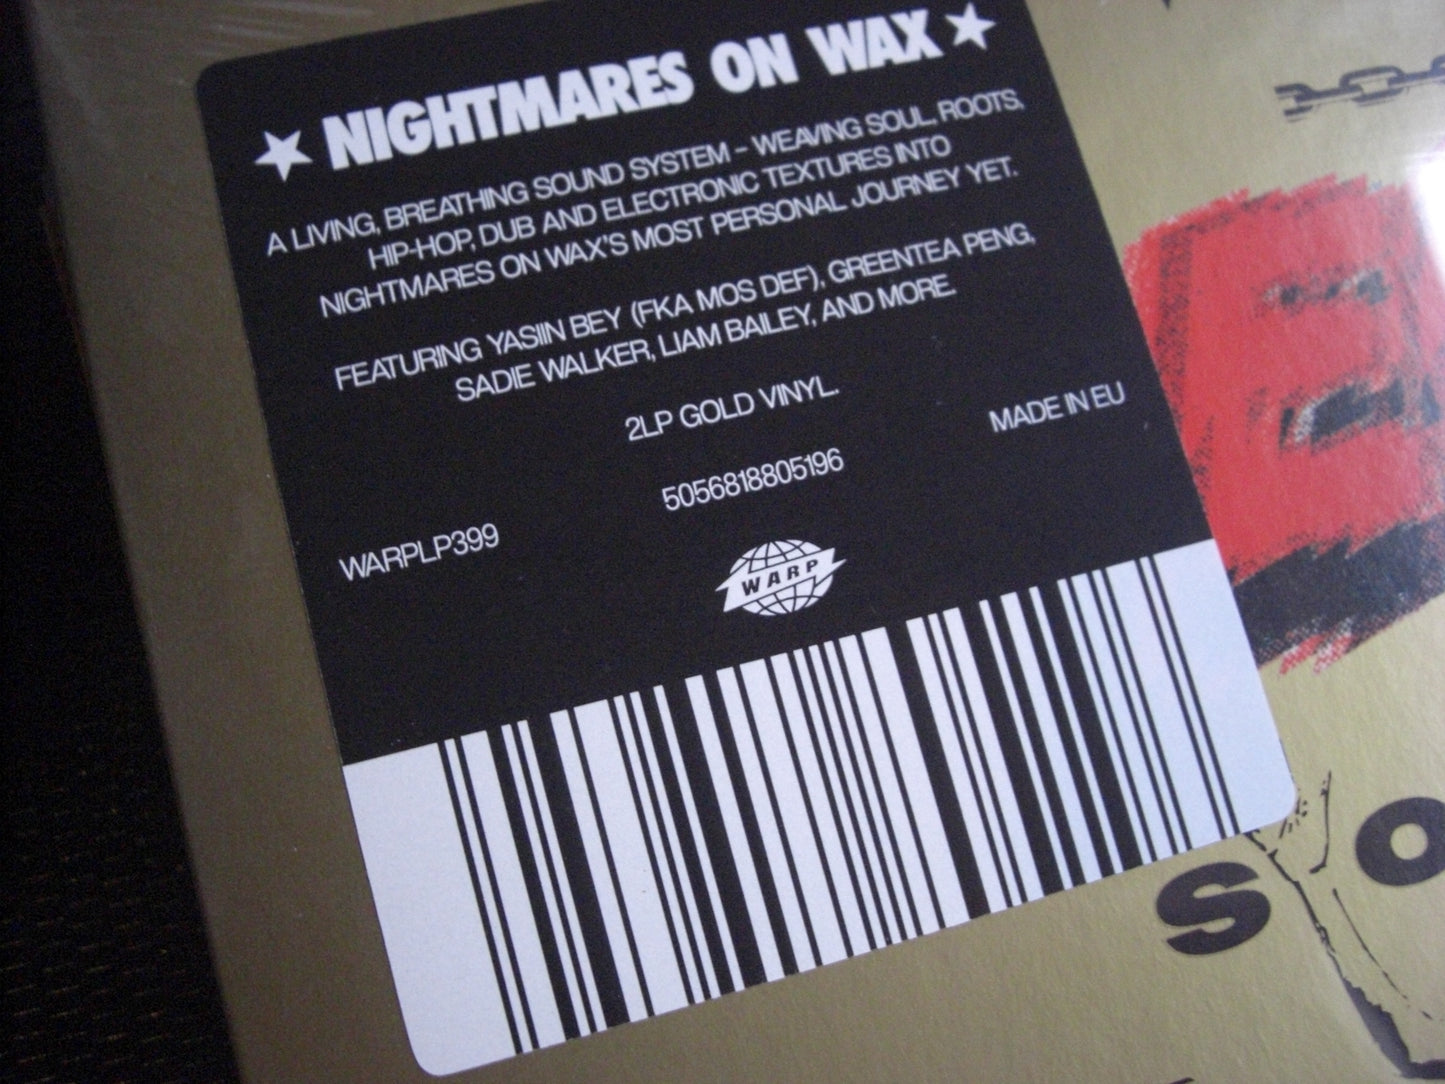 ★ NIGHTMARES ON WAX ★
A LIVING, BREATHING SOUND SYSTEM – WEAVING SOUL, ROOTS,
HIP-HOP, DUB AND ELECTRONIC TEXTURES INTO
NIGHTMARES ON WAX'S MOST PERSONAL JOURNEY YET.
FEATURING YASIIN BEY (FKA MOS DEF), GREENTEA PENG,
SADIE WALKER, LIAM BAILEY, AND MORE.
2LP GOLD VINYL.
MADE IN EU
5056818805196
WARPLP399
WARP
E
S O